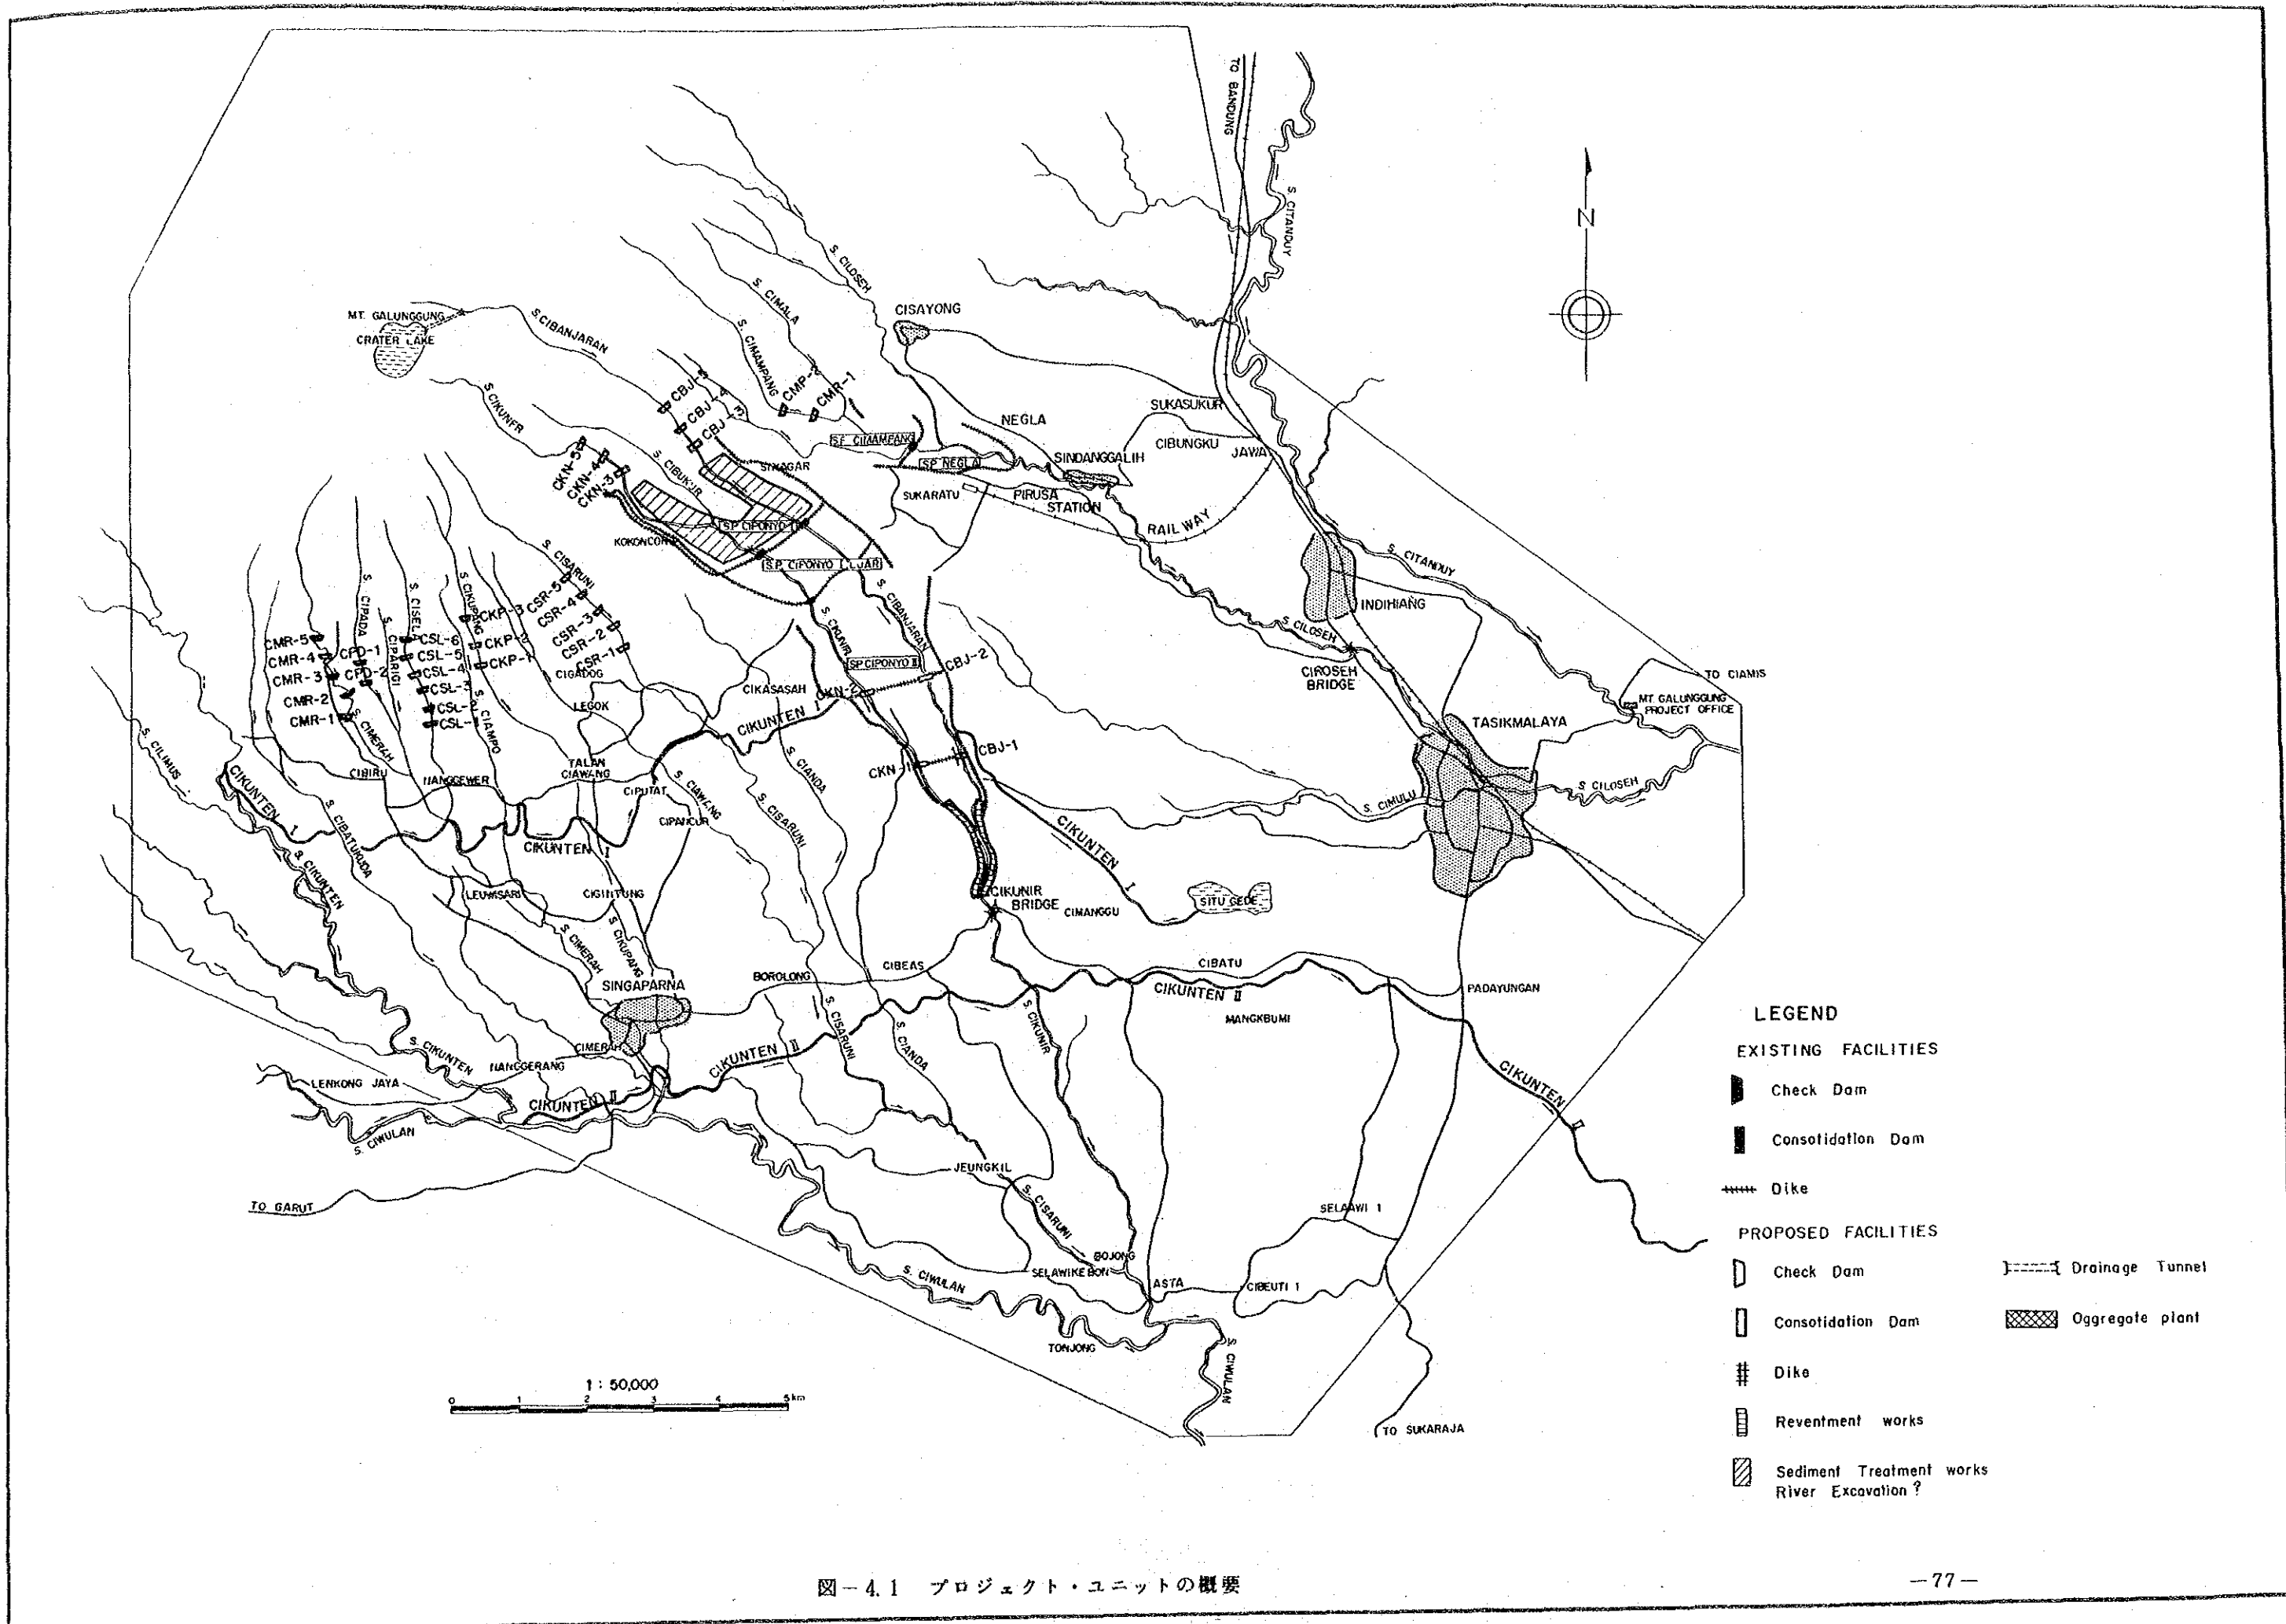 TO BANDUNG
S. CITANDUY
N
S. CILOSEH
S. CIMALA
CISAYONG
MT. GALUNGGUNG
CRATER LAKE
S. CIBANJARAN
S. CIMAMPANG
CBJ-3
CBJ-4
CBJ-3
CMP-2
CMR-1
S. CIKUNFR
SUKASUKUR
NEGLA
CIBUNGKU
JAWA
SINDANGGALIH
SP. CIMAMPANG
SP NEGLA
SUKARATU
PIRUSA
STATION
RAILWAY
CKN-5
CKN-4
CKN-3
S. CIBUKUR
SINAGAR
SP CIPONYO
KOKONCONG
S. CISARUNI
S. CITANDUY
INDIHIANG
S. CILOSEH
CIROSEH
BRIDGE
S. CIKUNIR
S. CIBANJARAN
SP CIPONYO II
CBJ-2
CKN-2
S. CIPADA
S. CIPARIGI
S. CISELA
S. CIKUPANG
CKP-3
CKP-2
CKP-1
CSR-5
CSR-4
CSR-3
CSR-2
CSR-1
CMR-5
CMR-4
CMR-3
CMR-2
CMR-1
CPD-1
CPD-2
CSL-6
CSL-5
CSL-4
CSL-3
S. CIAMPO
CIGADOG
LEGOK
CIKASASAH
CIKUNTEN I
TO CIAMIS
MT. GALUNGGUNG
PROJECT OFFICE
TASIKMALAYA
S. CILIMUS
S. CIMERAH
CIBIRU
NANGGEWER
TALAN
CIAWANG
CIPUTAT
CIPANCUR
S. CIAWANG
S. CISARUNI
S. CIANDA
CKN-1
CBJ-1
S. CIMULU
S. CILOSEH
CIKUNTEN I
S. CIBATUKUDA
CIKUNTEN I
CIKUNTEN I
S. CIKUNTEN
LEUWISARI
CIGINTUNG
CIKUNIR
BRIDGE
CIMANGGU
SITU GEDE
S. CIMERAH
S. CIKUPANG
SINGAPARNA
BOROLONG
CIBEAS
CIBATU
CIKUNTEN II
PADAYUNGAN
MANGKBUMI
S. CIKUNIR
S. CISARUNI
S. CIANDA
CIMERAH
CIKUNTEN II
S. CIKUNTEN
NANGGERANG
LENKONG JAYA
CIKUNTEN II
S. CIWULAN
CIKUNTEN II
JEUNGKIL
S. CISARUNI
TO GARUT
SELAAWI 1
BOJONG
SELAWIKEBON
ASTA
CIBEUTI 1
S. CIWULAN
TONJONG
S. CIWULAN
TO SUKARAJA
1 : 50,000
0 1 2 3 4 5 km
LEGEND
EXISTING FACILITIES
Check Dam
Consotidation Dam
Dike
PROPOSED FACILITIES
Check Dam
Drainage Tunnel
Consotidation Dam
Oggregate plant
Dike
Reventment works
Sediment Treatment works
River Excavation ?
図-4.1 プロジェクト・ユニットの概要
-77-